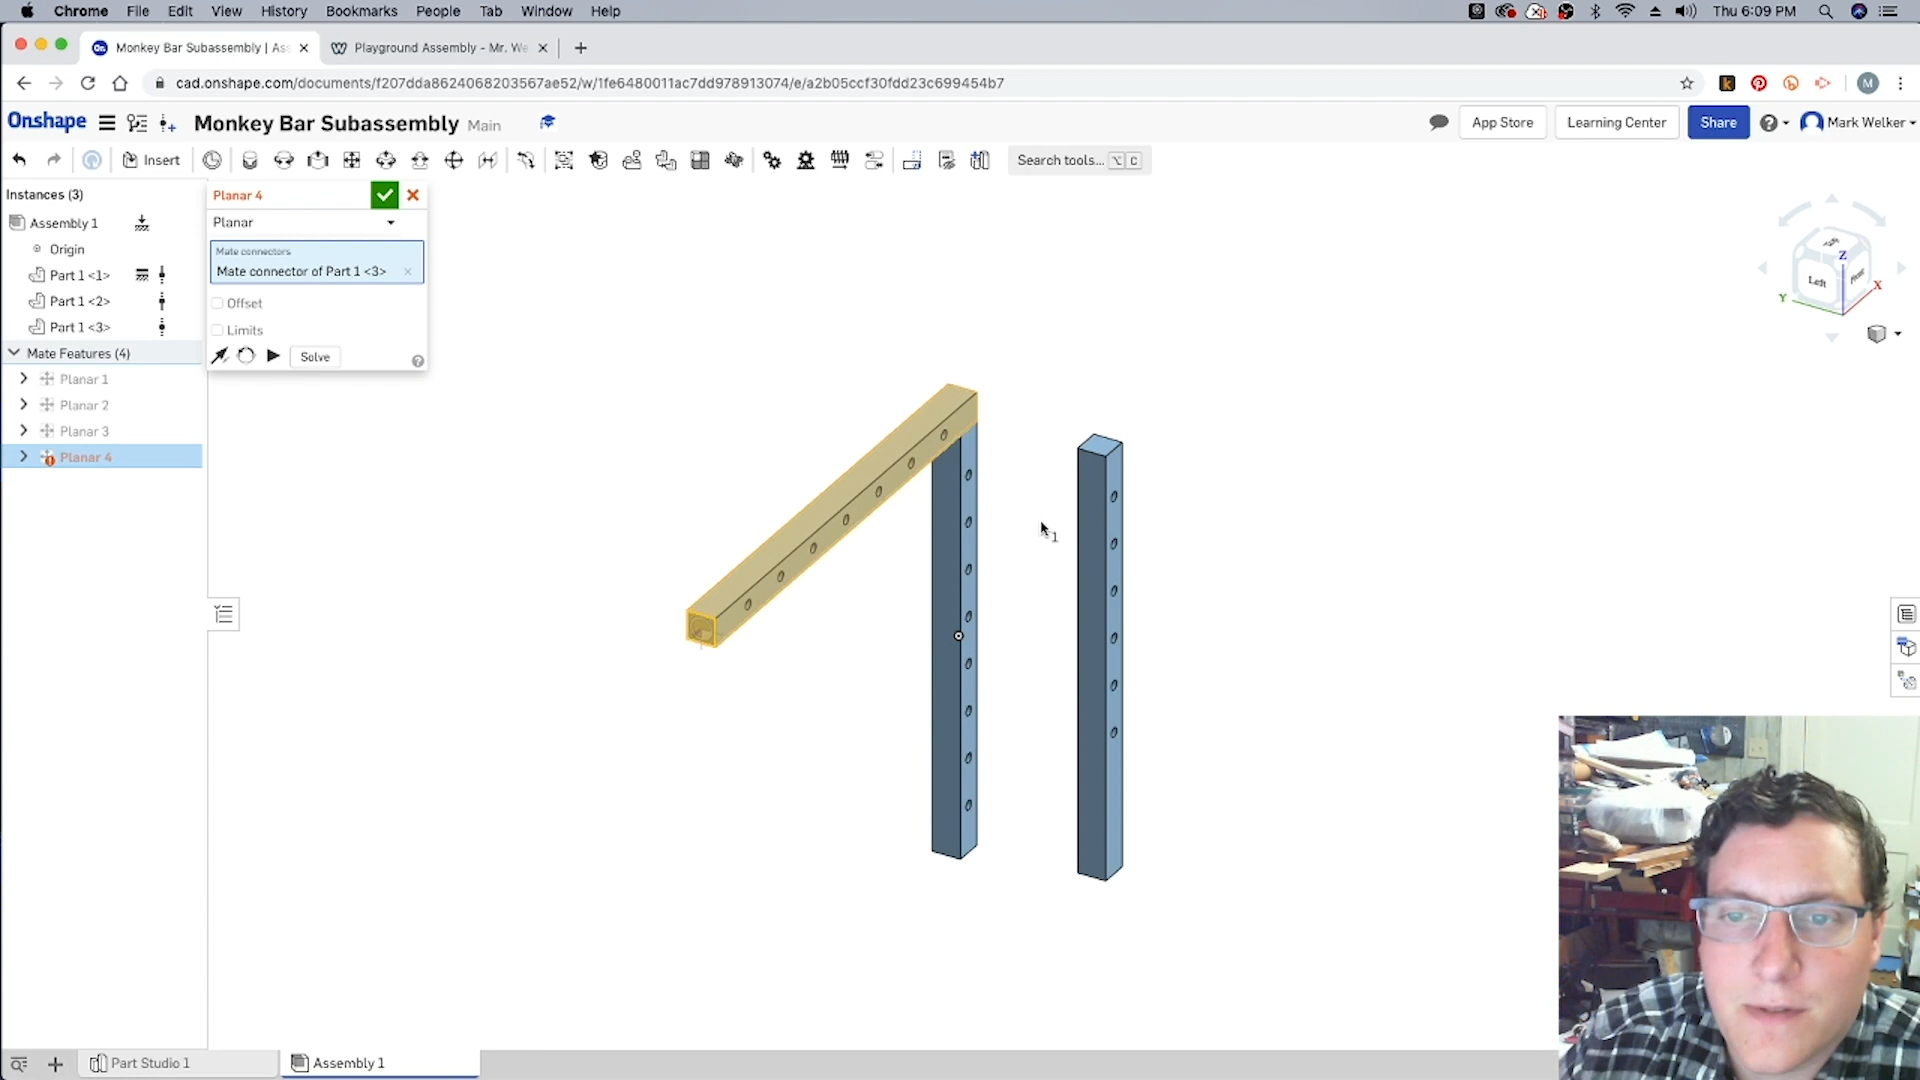 Chrome File Edit View History Bookmarks People Tab Window Help Thu 6:09 PM
Monkey Bar Subassembly | Ass Playground Assembly - Mr. We
cad.onshape.com/documents/f207dda8624068203567ae52/w/1fe6480011ac7dd978913074/e/a2b05ccf30fdd23c699454b7 M
Onshape Monkey Bar Subassembly Main App Store Learning Center Share Mark Welker
Insert Search tools... ⌥ C
Instances (3)
Planar 4
Assembly 1
Planar
Origin
Mate connectors
Part 1 <1>
Mate connector of Part 1 <3>
Part 1 <2>
Offset
Part 1 <3>
Limits
Mate Features (4)
Solve
Planar 1
Planar 2
Planar 3
Planar 4
Z
Left
Front
X
Y
1
Part Studio 1 Assembly 1